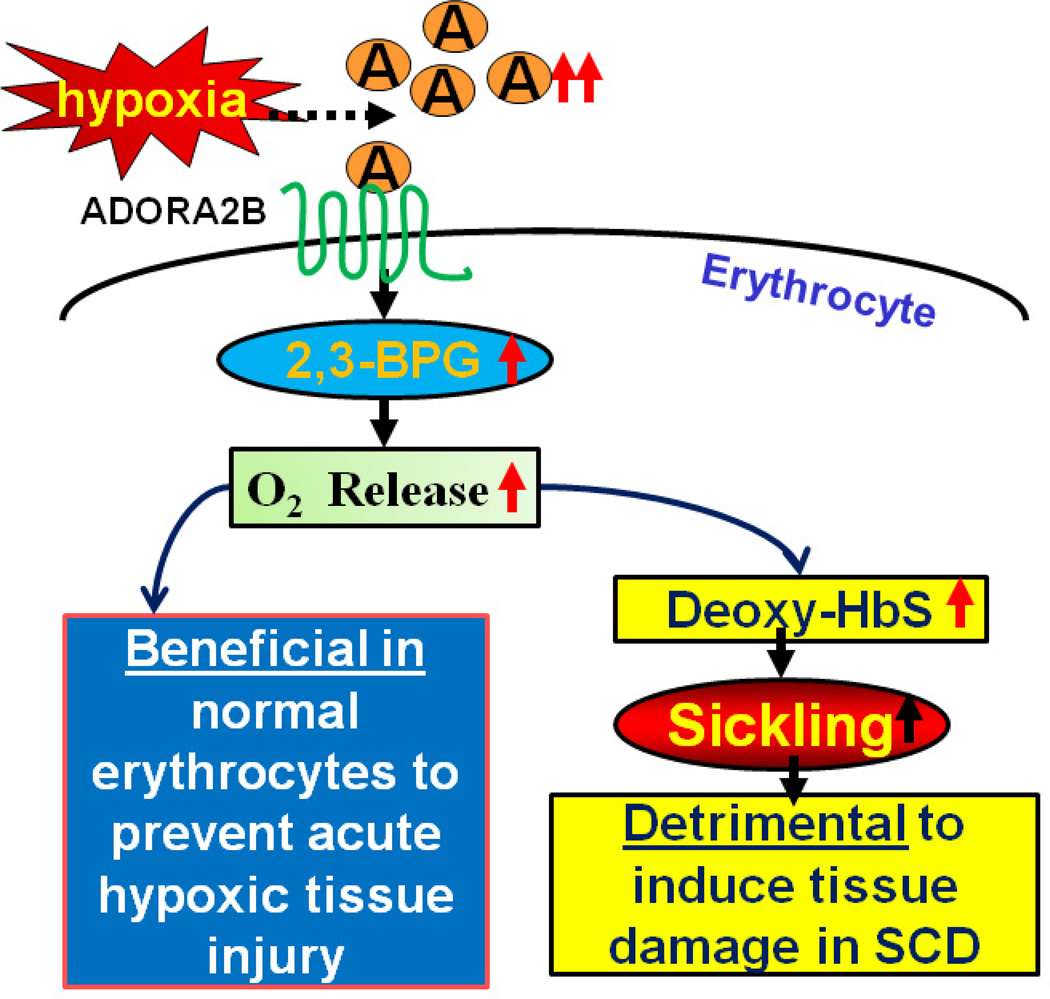 A
A
A
A
hypoxia
A
ADORA2B
Erythrocyte
2,3-BPG
O₂ Release
Deoxy-HbS
Sickling
Beneficial in
normal
erythrocytes to
prevent acute
hypoxic tissue
injury
Detrimental to
induce tissue
damage in SCD